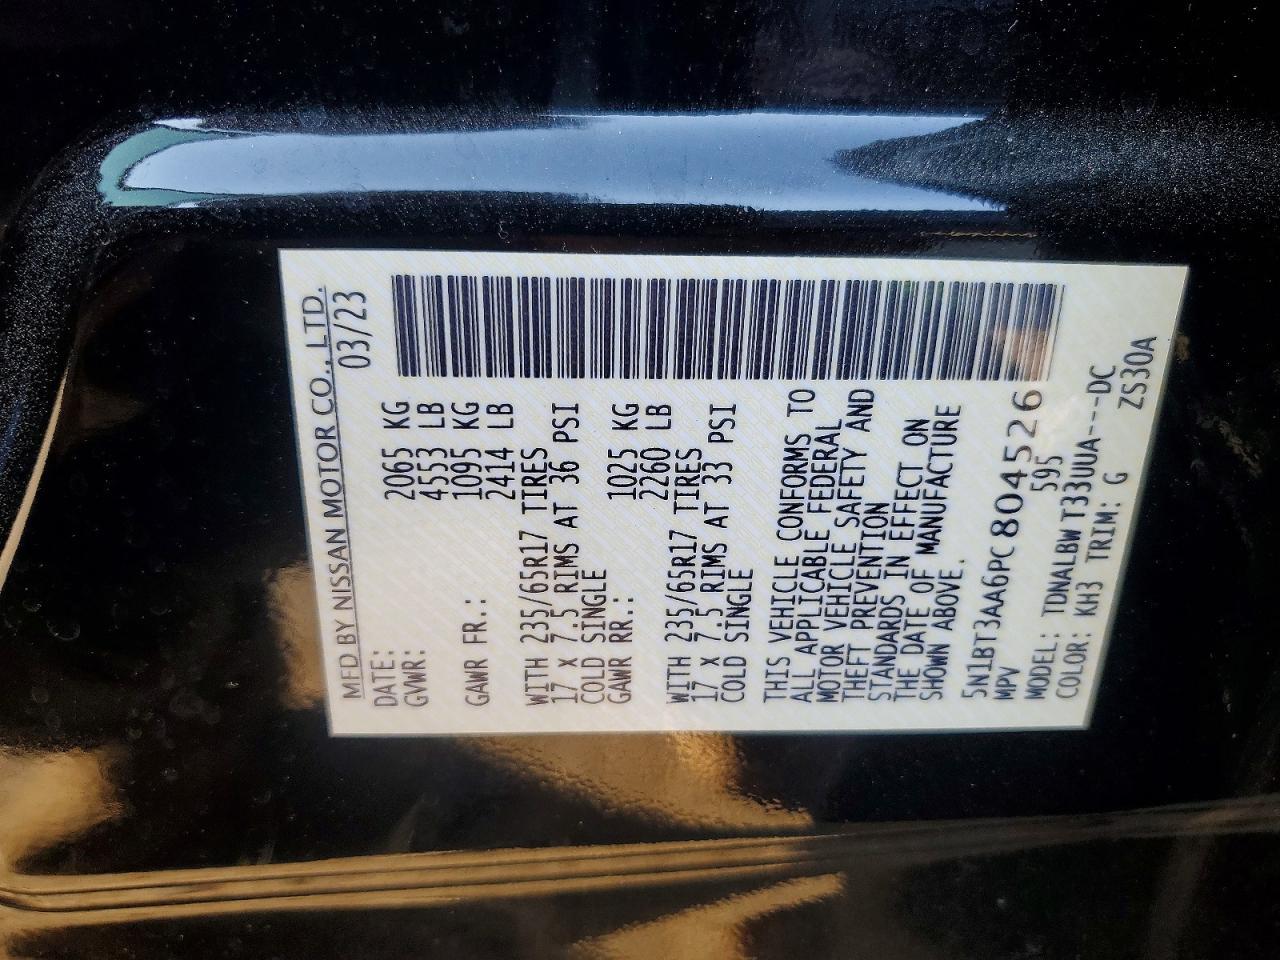 MFD BY NISSAN MOTOR CO., LTD.
DATE: 03/23
GVWR: 2065 KG
4553 LB
GAWR FR.: 1095 KG
2414 LB
WITH 235/65R17 TIRES
17 X 7.5 RIMS AT 36 PSI
COLD SINGLE
GAWR RR.: 1025 KG
2260 LB
WITH 235/65R17 TIRES
17 X 7.5 RIMS AT 33 PSI
COLD SINGLE
THIS VEHICLE CONFORMS TO
ALL APPLICABLE FEDERAL
MOTOR VEHICLE SAFETY AND
THEFT PREVENTION
STANDARDS IN EFFECT ON
THE DATE OF MANUFACTURE
SHOWN ABOVE.
5N1BT3AA6PC804526
MPV 595
MODEL: TDNALBW T33UUA---DC
COLOR: KH3 TRIM: G ZS30A